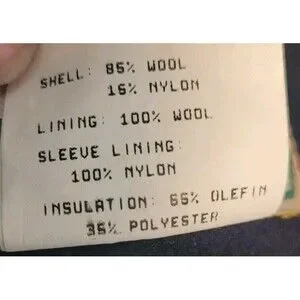 SHELL: 85% WOOL
15% NYLON
LINING: 100% WOOL
SLEEVE LINING:
100% NYLON
INSULATION: 65% OLEFIN
35% POLYESTER